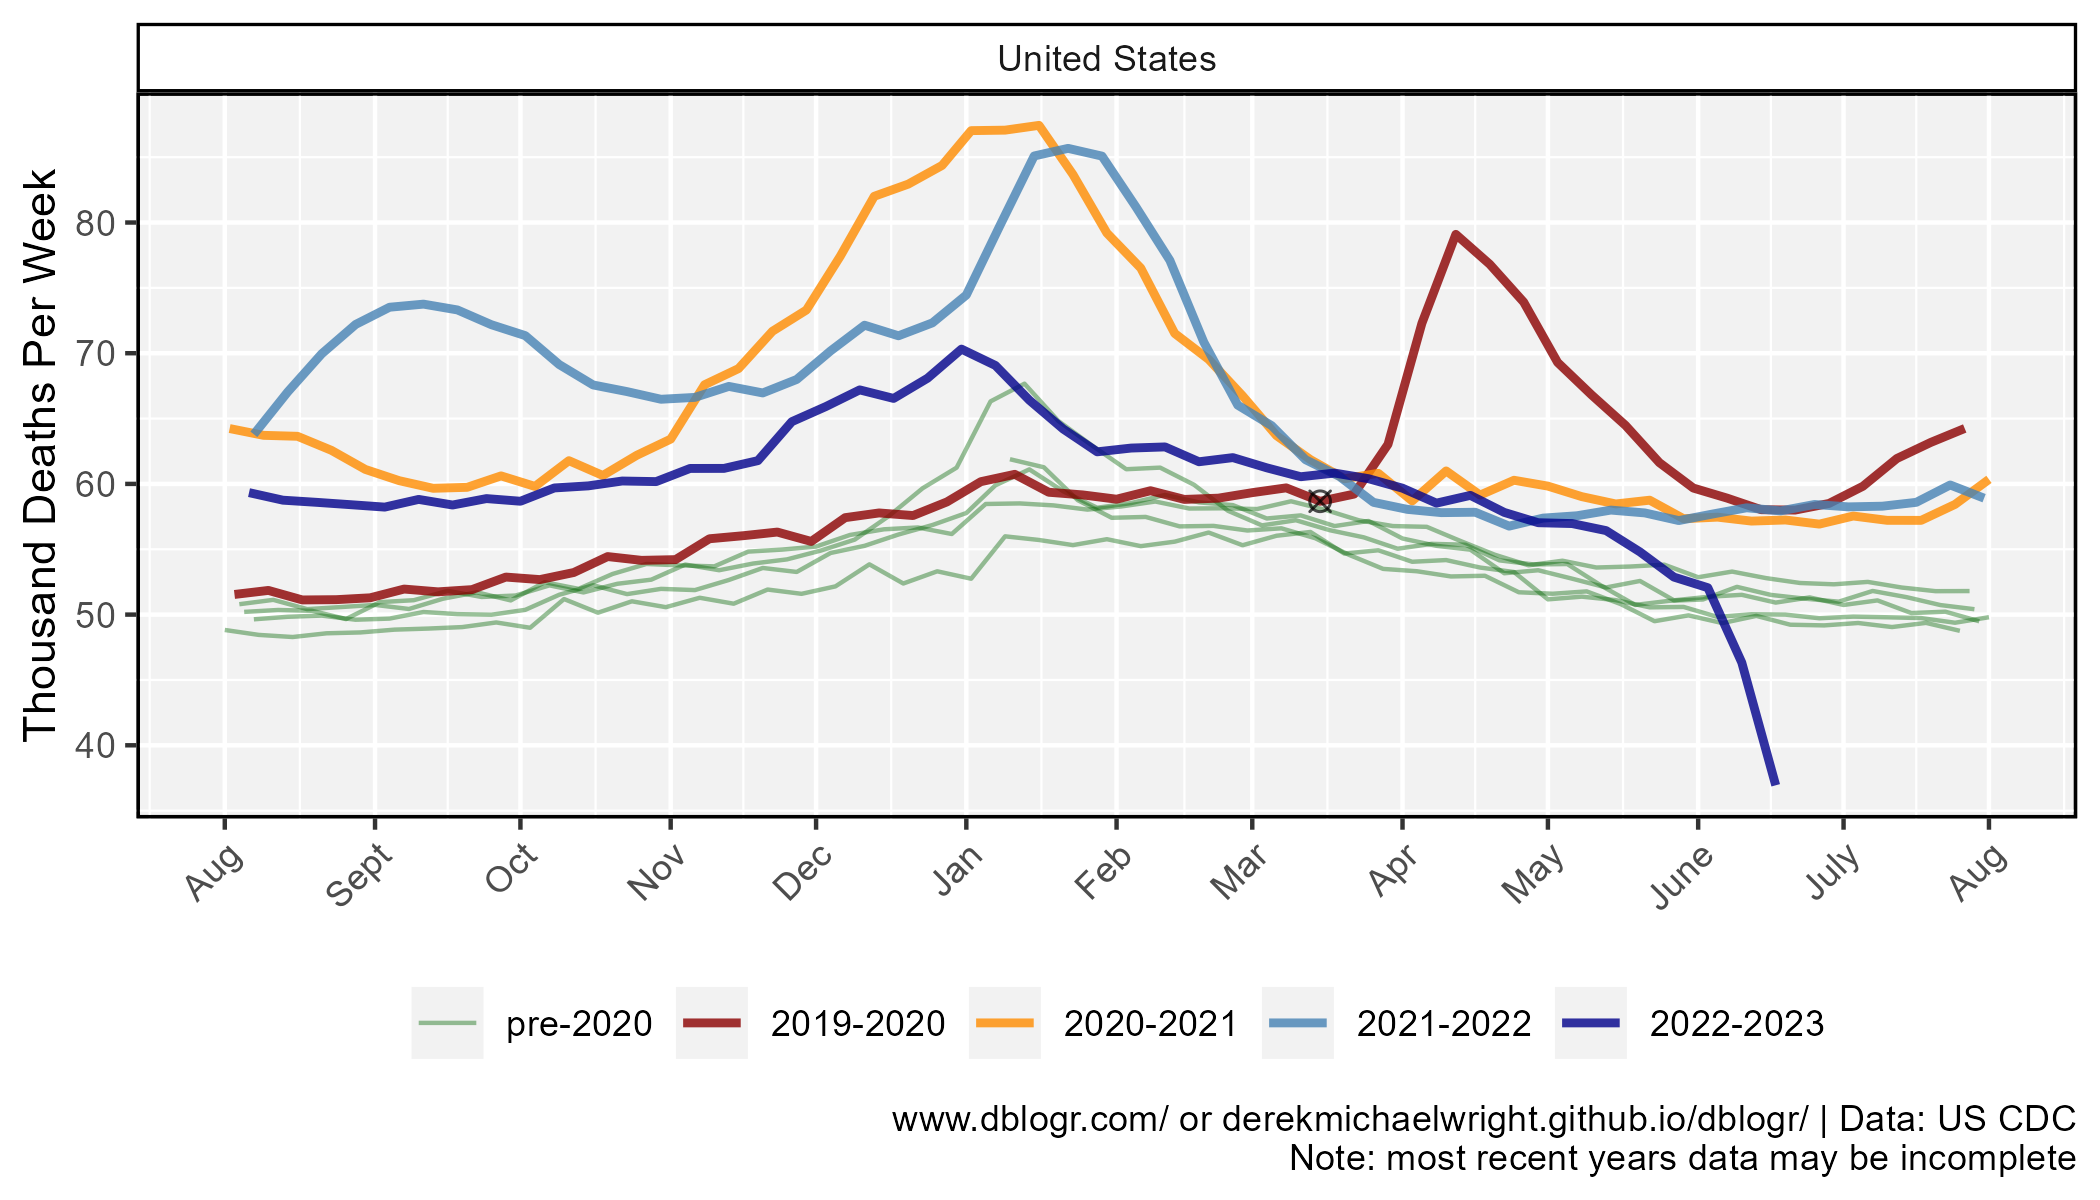 United States
Thousand Deaths Per Week
80
70
60
50
40
Aug
Sept
Oct
Nov
Dec
Jan
Feb
Mar
Apr
May
June
July
Aug
pre-2020
2019-2020
2020-2021
2021-2022
2022-2023
www.dblogr.com/ or derekmichaelwright.github.io/dblogr/ | Data: US CDC
Note: most recent years data may be incomplete